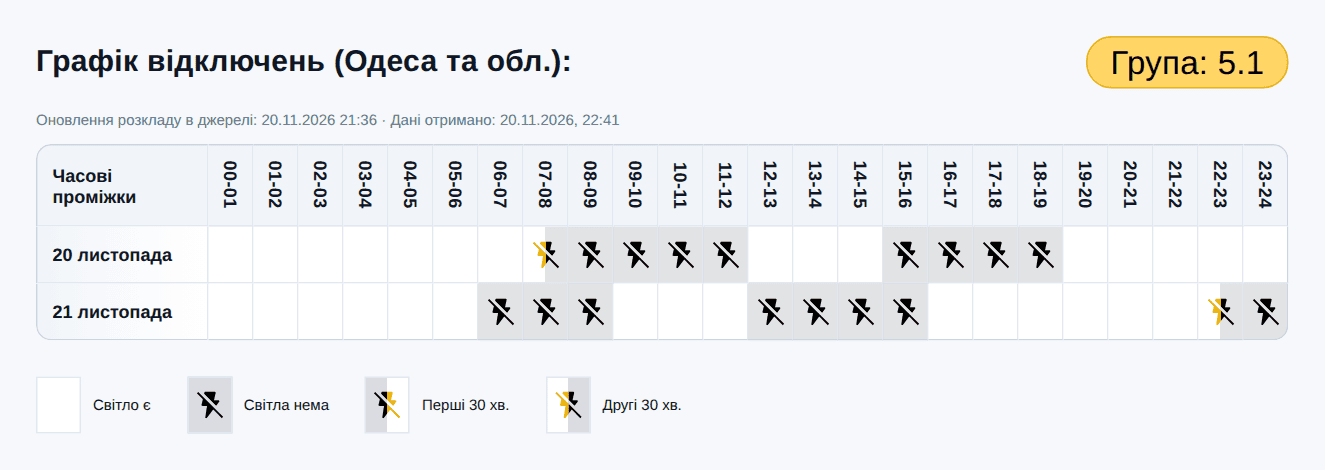 Графік відключень (Одеса та обл.):
Група: 5.1
Оновлення розкладу в джерелі: 20.11.2026 21:36 · Дані отримано: 20.11.2026, 22:41
Часові
проміжки
00-01
01-02
02-03
03-04
04-05
05-06
06-07
07-08
08-09
09-10
10-11
11-12
12-13
13-14
14-15
15-16
16-17
17-18
18-19
19-20
20-21
21-22
22-23
23-24
20 листопада
21 листопада
Світло є
Світла нема
Перші 30 хв.
Другі 30 хв.